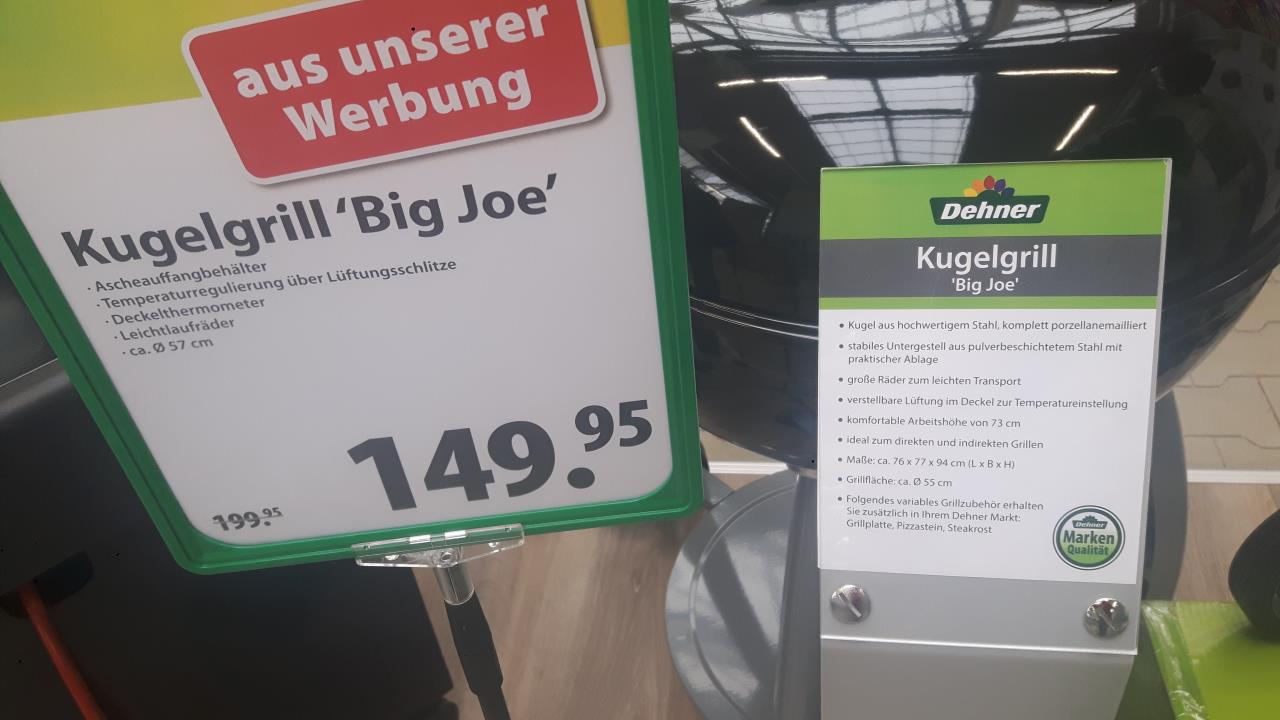 aus unserer
Werbung
Kugelgrill 'Big Joe'
· Ascheauffangbehälter
· Temperaturregulierung über Lüftungsschlitze
· Deckelthermometer
· Leichtlaufräder
· ca. Ø 57 cm
149.95
199.95
Dehner
Kugelgrill
'Big Joe'
• Kugel aus hochwertigem Stahl, komplett porzellanemailliert
• stabiles Untergestell aus pulverbeschichtetem Stahl mit
praktischer Ablage
• große Räder zum leichten Transport
• verstellbare Lüftung im Deckel zur Temperatureinstellung
• komfortable Arbeitshöhe von 73 cm
• ideal zum direkten und indirekten Grillen
• Maße: ca. 76 x 77 x 94 cm (L x B x H)
• Grillfläche: ca. Ø 55 cm
• Folgendes variables Grillzubehör erhalten
Sie zusätzlich in Ihrem Dehner Markt:
Grillplatte, Pizzastein, Steakrost
Dehner
Marken
Qualität